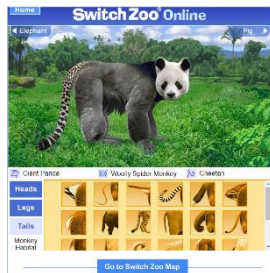 Home
Switch Zoo® Online
Elephant
Pig
Giant Panda
Woolly Spider Monkey
Cheetah
Heads
Legs
Tails
Monkey
Habitat
Go to Switch Zoo Map